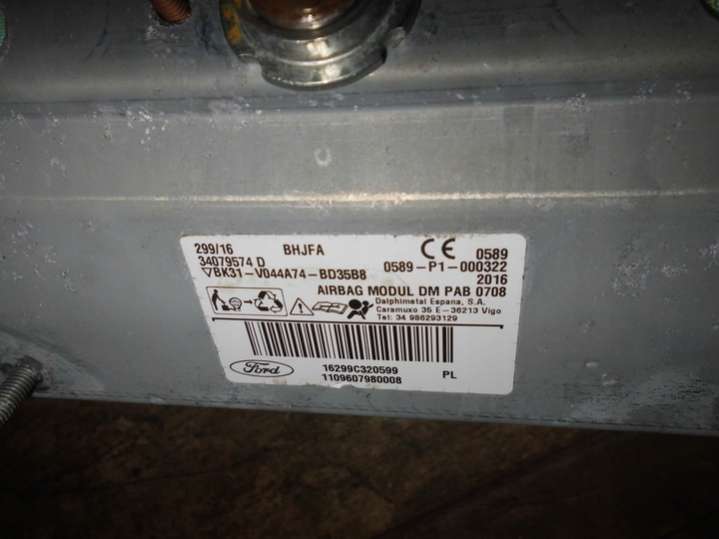 299/16 BHJFA CE 0589
34079574 D 0589-P1-000322
▽BK31-V044A74-BD35B8 2016
AIRBAG MODUL DM PAB 0708
Dalphimetal Espana, S.A.
Caramuxo 35 E-36213 Vigo
Tel: 34 986293129
Ford 16299C320599 PL
1109607980008